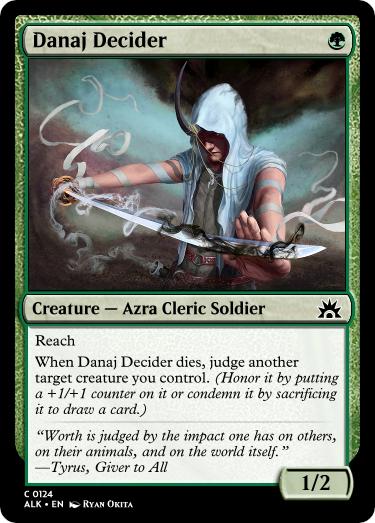 Danaj Decider
Creature — Azra Cleric Soldier
Reach
When Danaj Decider dies, judge another
target creature you control. (Honor it by putting
a +1/+1 counter on it or condemn it by sacrificing
it to draw a card.)
“Worth is judged by the impact one has on others,
on their animals, and on the world itself.”
—Tyrus, Giver to All
1/2
C 0124
ALK • EN Ryan Okita